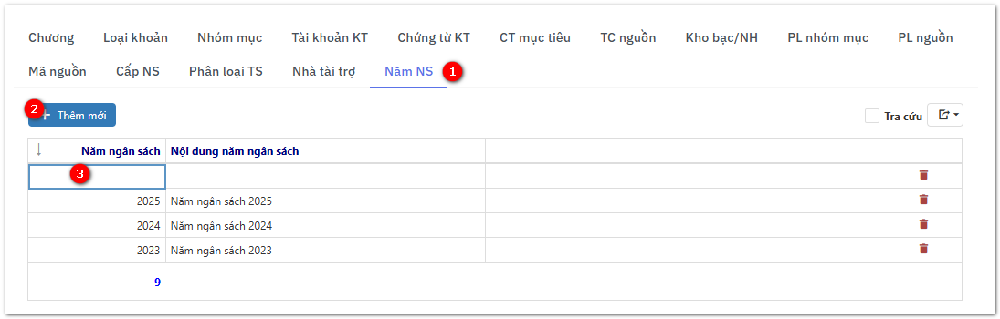 Chương Loại khoản Nhóm mục Tài khoản KT Chứng từ KT CT mục tiêu TC nguồn Kho bạc/NH PL nhóm mục PL nguồn
Mã nguồn Cấp NS Phân loại TS Nhà tài trợ Năm NS 1
2 + Thêm mới Tra cứu
↓ Năm ngân sách Nội dung năm ngân sách
3
2025 Năm ngân sách 2025
2024 Năm ngân sách 2024
2023 Năm ngân sách 2023
9